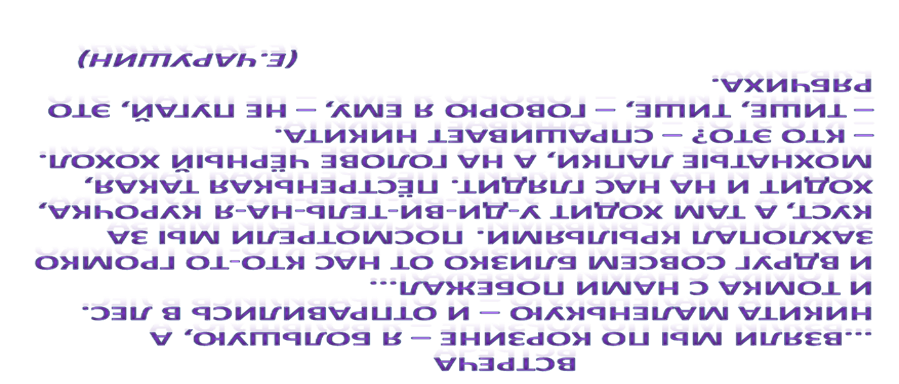 ВСТРЕЧА
...ВЗЯЛИ МЫ ПО КОРЗИНЕ – Я БОЛЬШУЮ, А
НИКИТА МАЛЕНЬКУЮ – И ОТПРАВИЛИСЬ В ЛЕС.
И ТОМКА С НАМИ ПОБЕЖАЛ...
И ВДРУГ СОВСЕМ БЛИЗКО ОТ НАС КТО-ТО ГРОМКО
ЗАХЛОПАЛ КРЫЛЬЯМИ. ПОСМОТРЕЛИ МЫ ЗА
КУСТ, А ТАМ ХОДИТ У-ДИ-ВИ-ТЕЛЬ-НА-Я КУРОЧКА,
ХОДИТ И НА НАС ГЛЯДИТ. ПЁСТРЕНЬКАЯ ТАКАЯ,
МОХНАТЫЕ ЛАПКИ, А НА ГОЛОВЕ ЧЁРНЫЙ ХОХОЛ.
– КТО ЭТО? – СПРАШИВАЕТ НИКИТА.
– ТИШЕ, ТИШЕ, – ГОВОРЮ Я ЕМУ, – НЕ ПУГАЙ, ЭТО
РЯБЧИХА.
(Е.ЧАРУШИН)